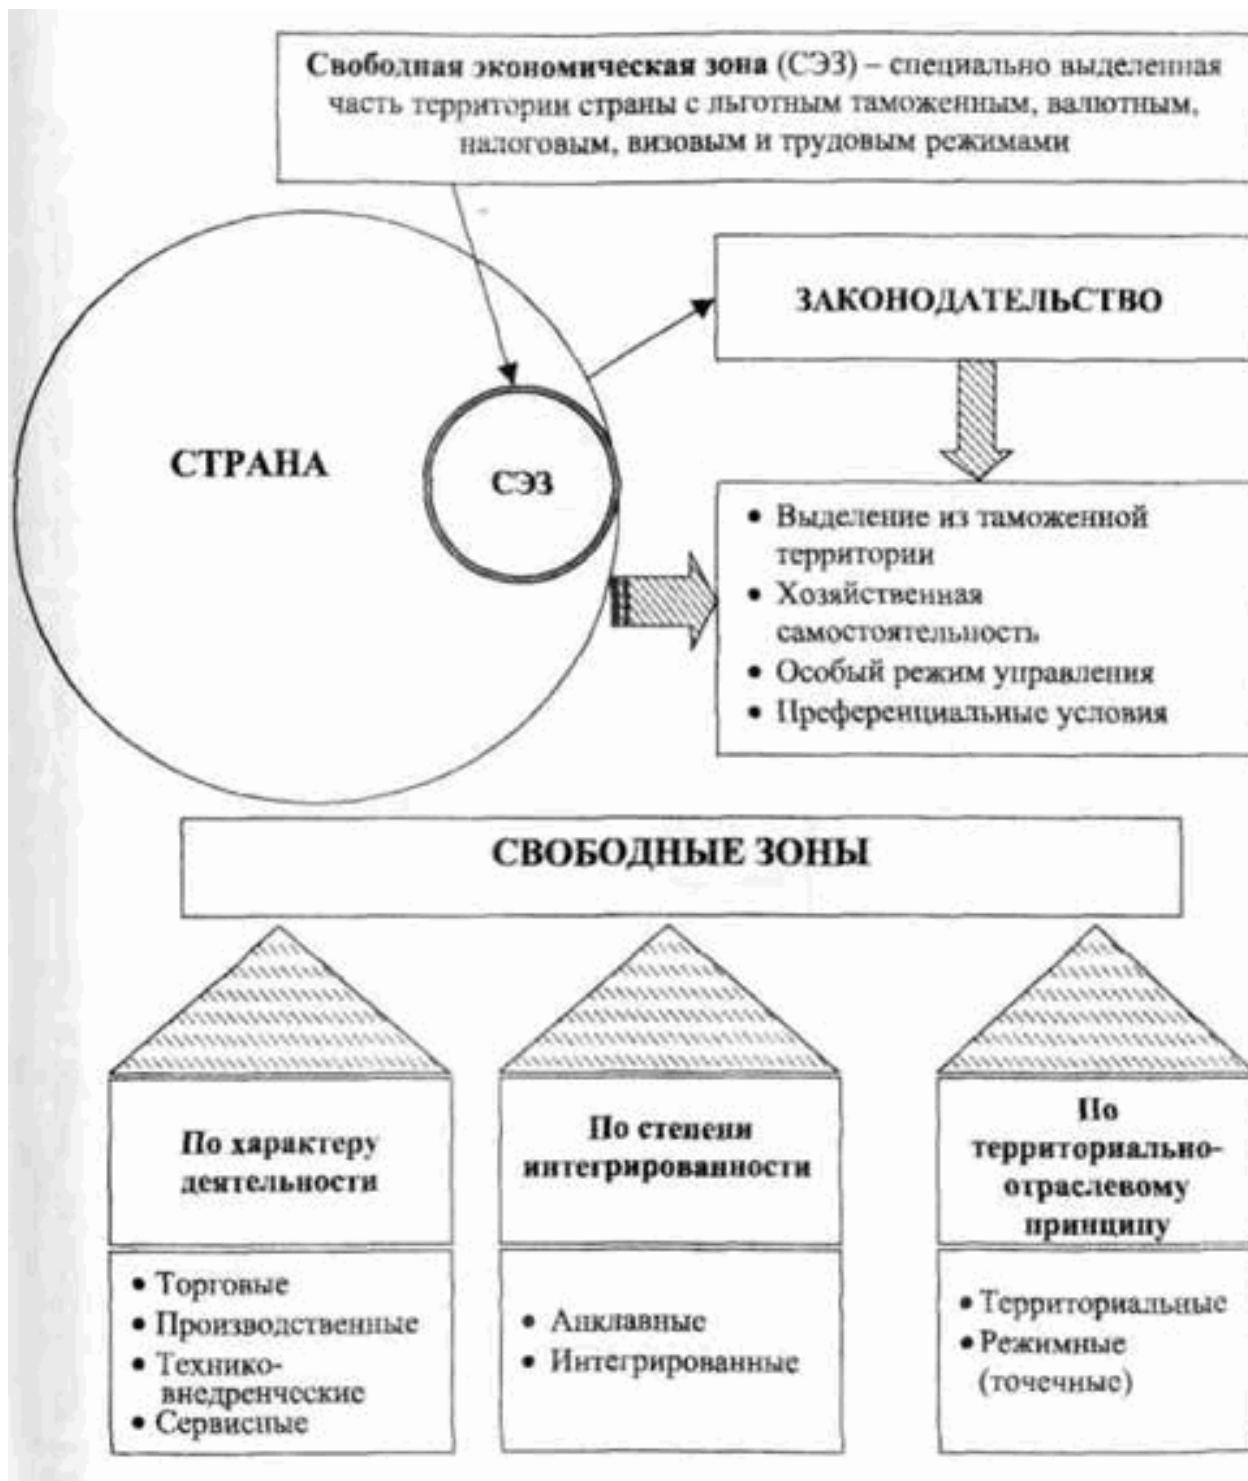 Свободная экономическая зона (СЭЗ) – специально выделенная
часть территории страны с льготным таможенным, валютным,
налоговым, визовым и трудовым режимами
ЗАКОНОДАТЕЛЬСТВО
СТРАНА
СЭЗ
• Выделение из таможенной
территории
• Хозяйственная
самостоятельность
• Особый режим управления
• Преференциальные условия
СВОБОДНЫЕ ЗОНЫ
По характеру
деятельности
• Торговые
• Производственные
• Технико-
внедренческие
• Сервисные
По степени
интегрированности
• Анклавные
• Интегрированные
По
территориально-
отраслевому
принципу
• Территориальные
• Режимные
(точечные)